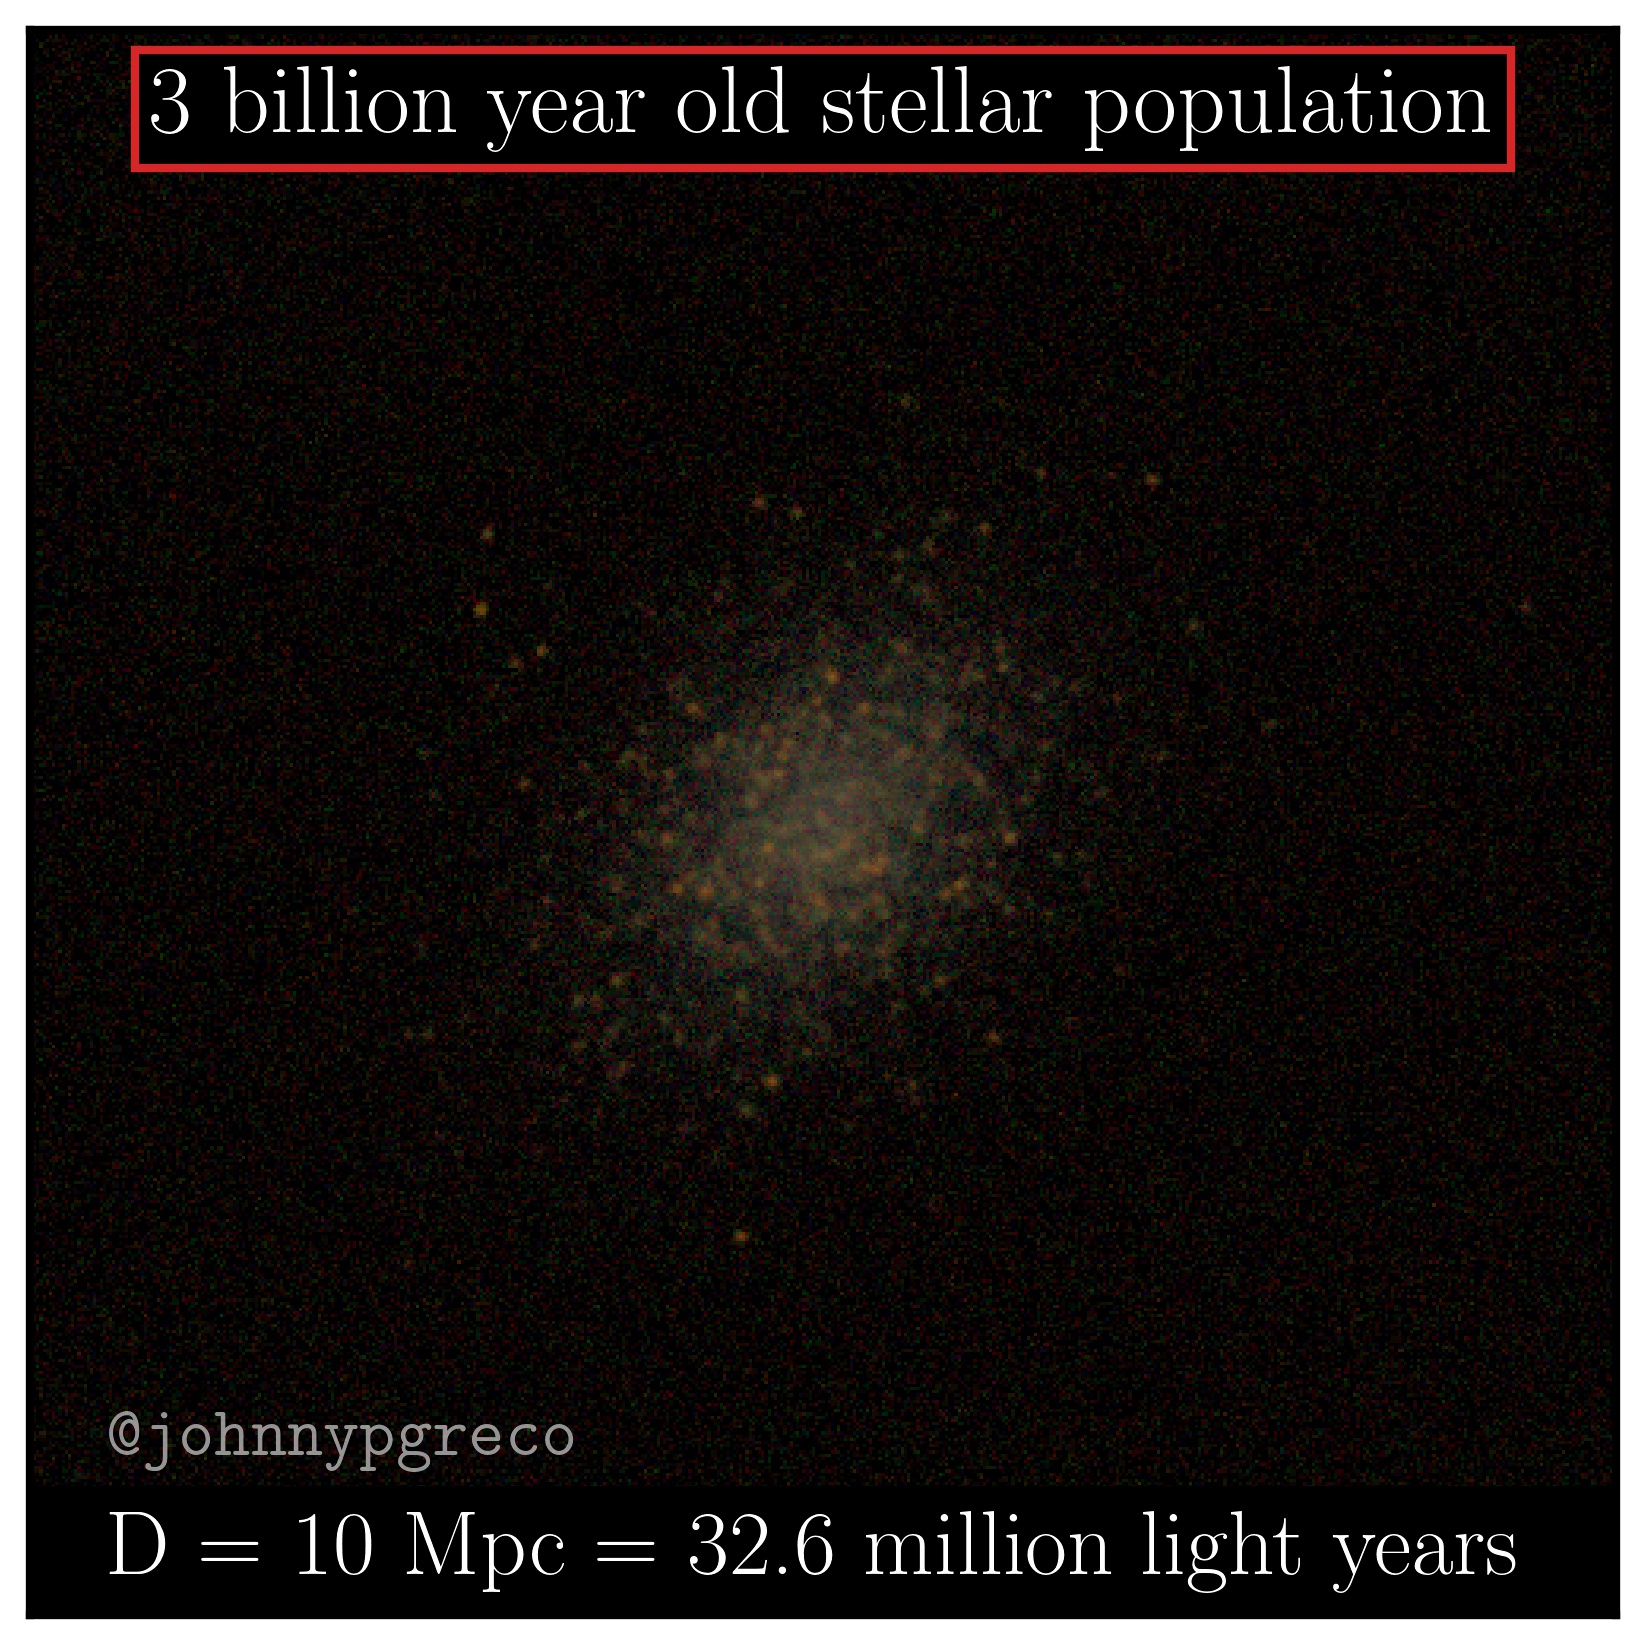 3 billion year old stellar population
@johnnypgreco
D = 10 Mpc = 32.6 million light years